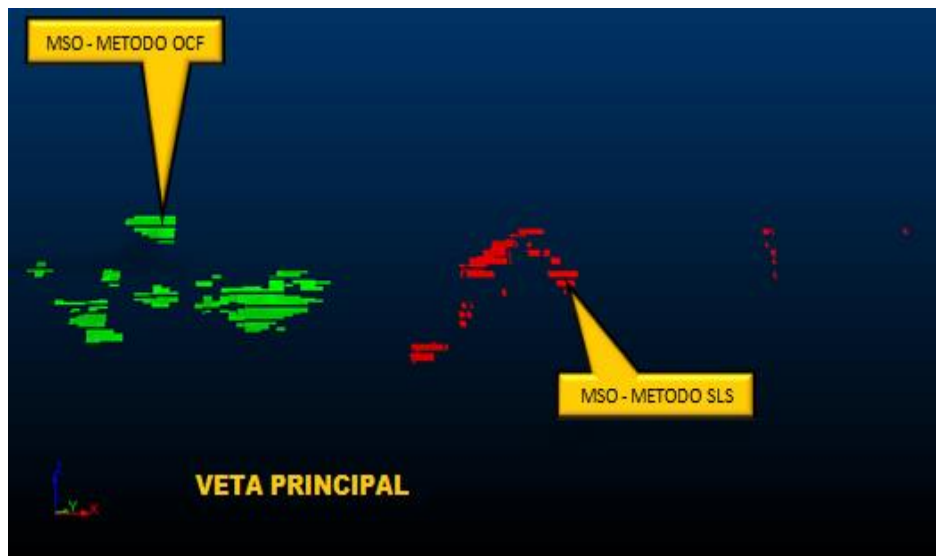 MSO - METODO OCF
MSO - METODO SLS
VETA PRINCIPAL
Y X